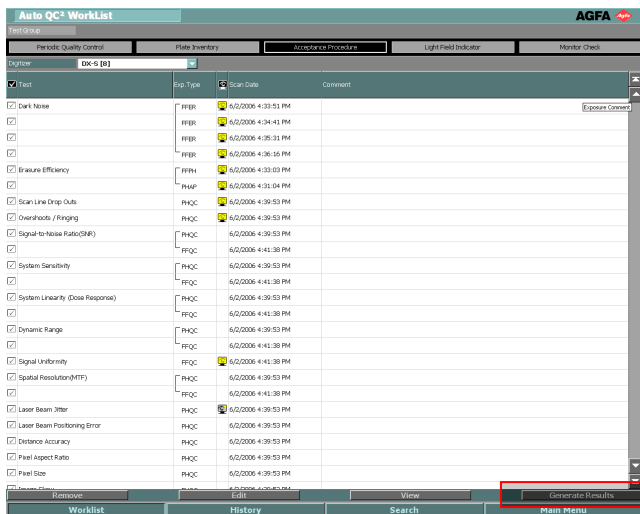 Auto QC² WorkList
AGFA
Agfa
Test Group
Periodic Quality Control Plate Inventory Acceptance Procedure Light Field Indicator Monitor Check
Digitizer DX-S [8]
Test Exp.Type Scan Date Comment
Dark Noise FFER 6/2/2006 4:33:51 PM
Exposure Comment
FFER 6/2/2006 4:34:41 PM
FFER 6/2/2006 4:35:31 PM
FFER 6/2/2006 4:36:16 PM
Erasure Efficiency FFPH 6/2/2006 4:33:03 PM
PHAP 6/2/2006 4:31:04 PM
Scan Line Drop Outs PHQC 6/2/2006 4:39:53 PM
Overshoots / Ringing PHQC 6/2/2006 4:39:53 PM
Signal-to-Noise Ratio(SNR) PHQC 6/2/2006 4:39:53 PM
FFQC 6/2/2006 4:41:38 PM
System Sensitivity PHQC 6/2/2006 4:39:53 PM
FFQC 6/2/2006 4:41:38 PM
System Linearity (Dose Response) PHQC 6/2/2006 4:39:53 PM
FFQC 6/2/2006 4:41:38 PM
Dynamic Range PHQC 6/2/2006 4:39:53 PM
FFQC 6/2/2006 4:41:38 PM
Signal Uniformity FFQC 6/2/2006 4:41:38 PM
Spatial Resolution(MTF) PHQC 6/2/2006 4:39:53 PM
FFQC 6/2/2006 4:41:38 PM
Laser Beam Jitter PHQC 6/2/2006 4:39:53 PM
Laser Beam Positioning Error PHQC 6/2/2006 4:39:53 PM
Distance Accuracy PHQC 6/2/2006 4:39:53 PM
Pixel Aspect Ratio PHQC 6/2/2006 4:39:53 PM
Pixel Size PHQC 6/2/2006 4:39:53 PM
Remove Edit View Generate Results
Worklist History Search Main Menu